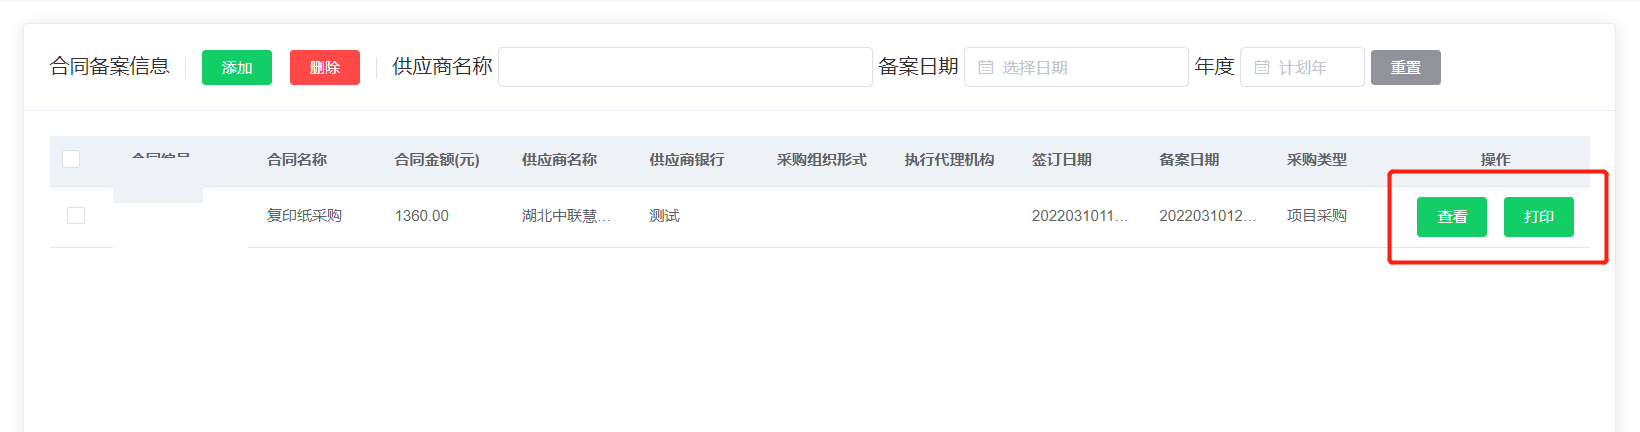 合同备案信息 添加 删除 供应商名称 备案日期 选择日期 年度 计划年 重置
合同名称 合同金额(元) 供应商名称 供应商银行 采购组织形式 执行代理机构 签订日期 备案日期 采购类型 操作
复印纸采购 1360.00 湖北中联慧... 测试 2022031011... 2022031012... 项目采购 查看 打印